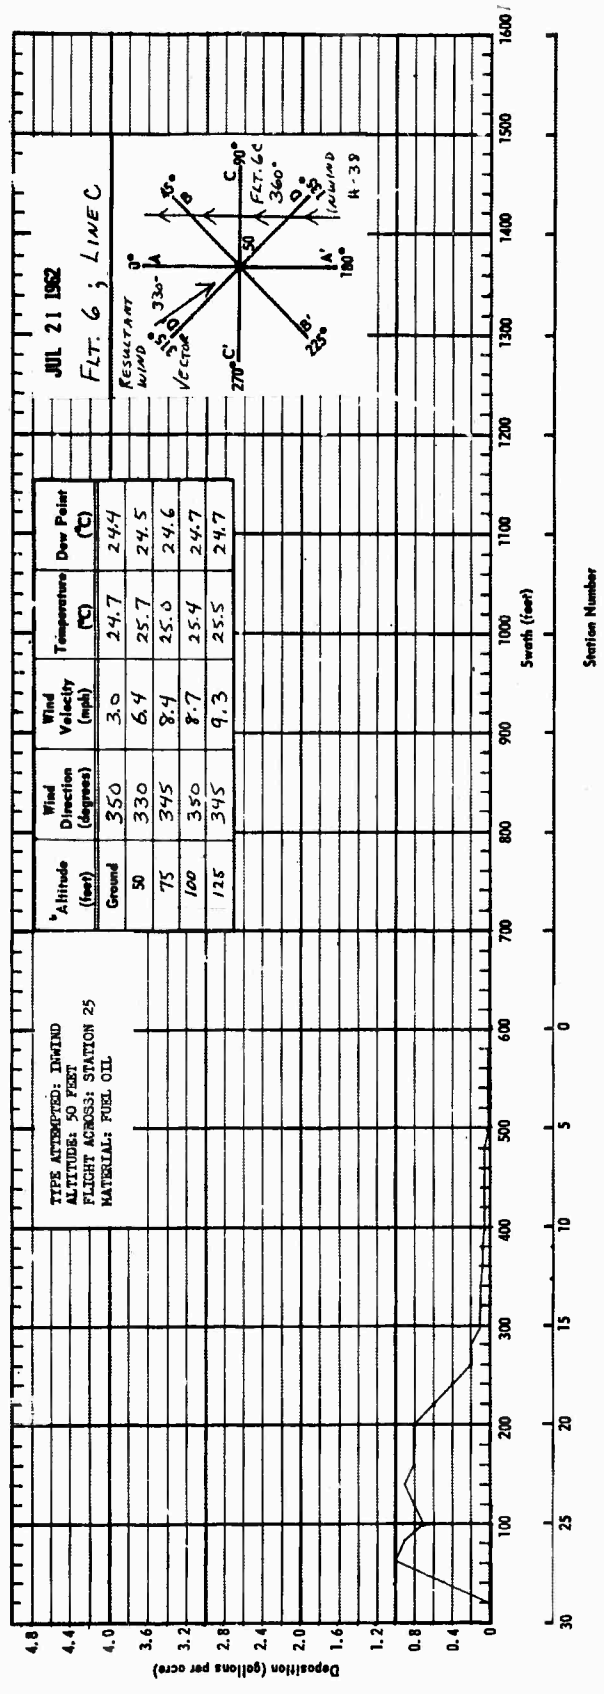 TYPE ATTEMPTED: INWIND
ALTITUDE: 50 FEET
FLIGHT ACROSS: STATION 25
MATERIAL: FUEL OIL
Altitude (feet) Wind Direction (degrees) Wind Velocity (mph) Temperature (°C) Dew Point (°C)
Ground 350 3.0 24.7 24.4
50 330 6.4 25.7 24.5
75 345 8.4 25.0 24.6
100 350 8.7 25.4 24.7
125 345 9.3 25.5 24.7
JUL 21 1962
FLT. 6 ; LINE C
RESULTANT
WIND
VECTOR
330°
0°
A
B
C
90°
D
A'
180°
B'
225°
C'
270°
D'
315°
50
FLT. 6C
360°
INWIND
H-38
Deposition (gallons per acre)
4.8
4.4
4.0
3.6
3.2
2.8
2.4
2.0
1.6
1.2
0.8
0.4
0
100 200 300 400 500 600 700 800 900 1000 1100 1200 1300 1400 1500 1600
Swath (feet)
30 25 20 15 10 5 0
Station Number